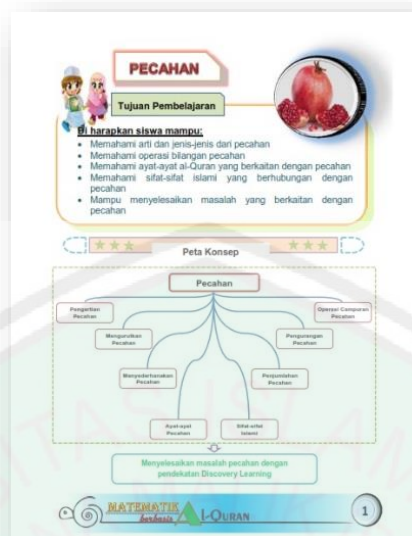 PECAHAN
Tujuan Pembelajaran
Di harapkan siswa mampu:
• Memahami arti dan jenis-jenis dari pecahan
• Memahami operasi bilangan pecahan
• Memahami ayat-ayat al-Quran yang berkaitan dengan pecahan
• Memahami sifat-sifat islami yang berhubungan dengan
pecahan
• Mampu menyelesaikan masalah yang berkaitan dengan
pecahan
Peta Konsep
Pecahan
Pengertian
Pecahan
Operasi Campuran
Pecahan
Mengurutkan
Pecahan
Pengurangan
Pecahan
Menyederhanakan
Pecahan
Penjumlahan
Pecahan
Ayat-ayat
Pecahan
Sifat-sifat
Islami
Menyelesaikan masalah pecahan dengan
pendekatan Discovery Learning
MATEMATIK
berbasis Al-QURAN
1